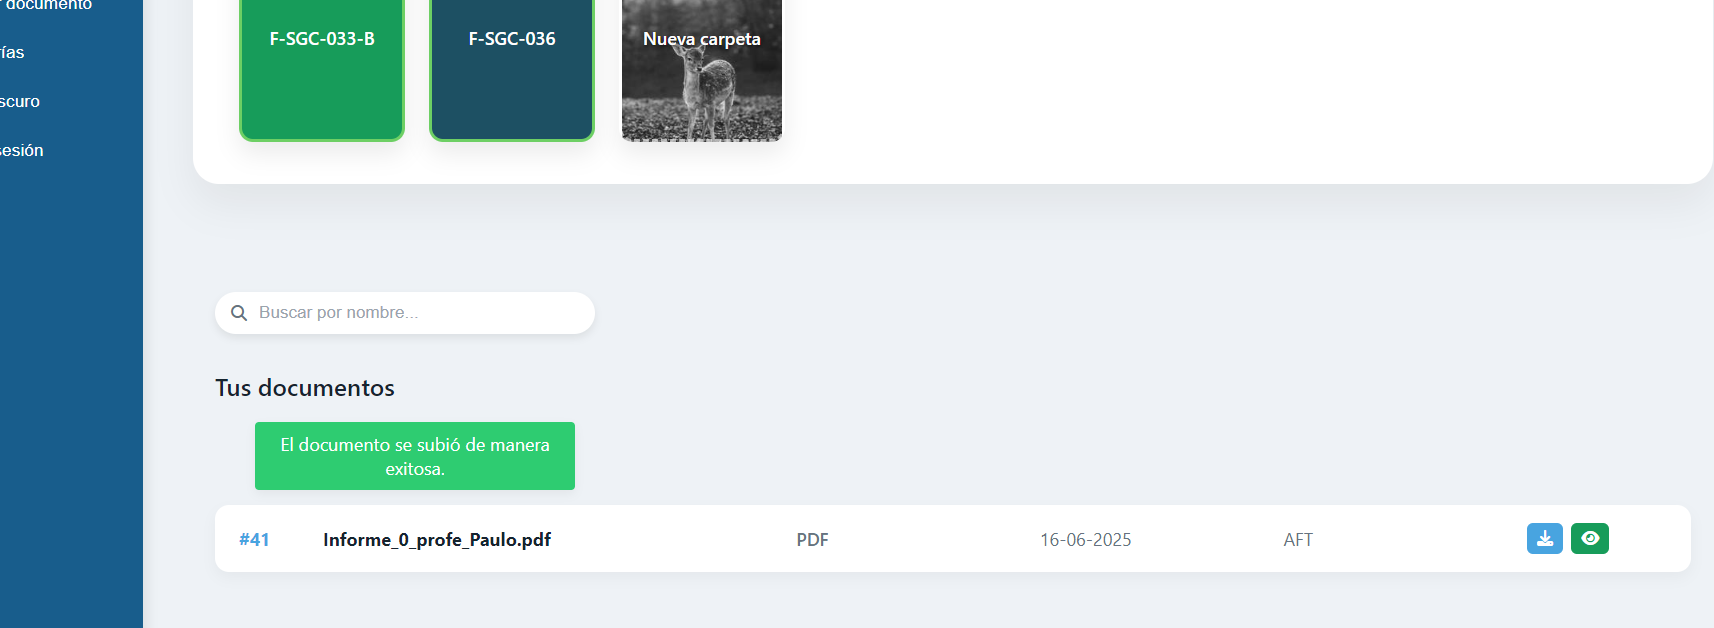 documento
ías
scuro
sesión
F-SGC-033-B
F-SGC-036
Nueva carpeta
Buscar por nombre...
Tus documentos
El documento se subió de manera
exitosa.
#41 Informe_0_profe_Paulo.pdf PDF 16-06-2025 AFT